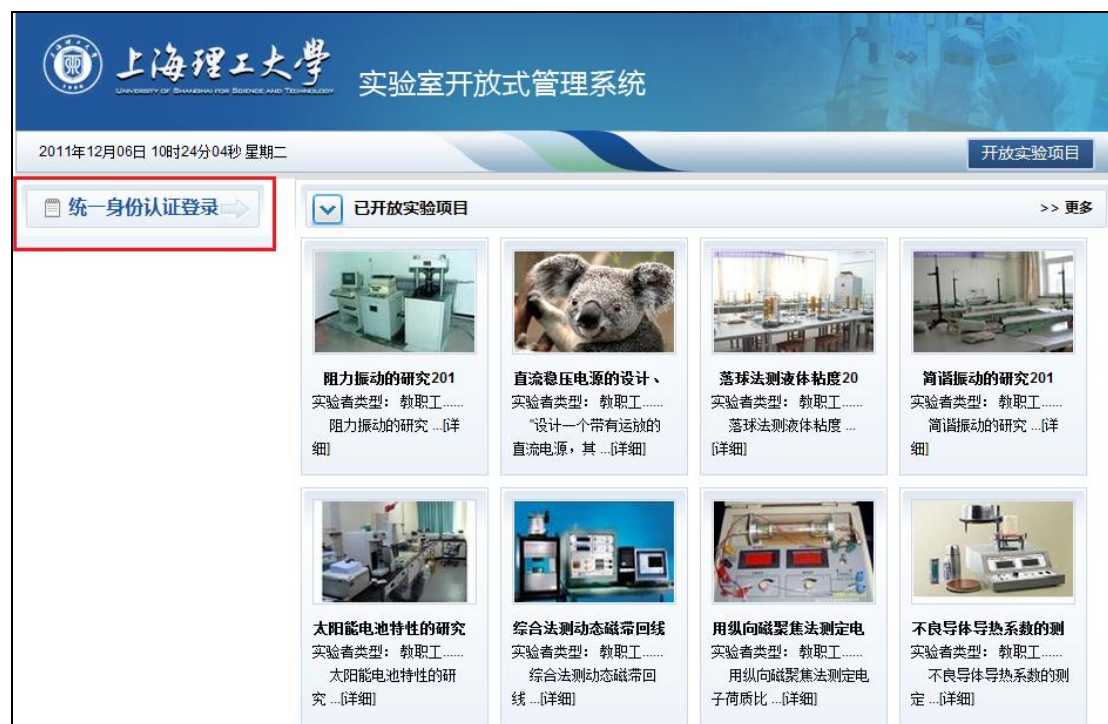 上海理工大學
UNIVERSITY OF SHANGHAI FOR SCIENCE AND TECHNOLOGY
实验室开放式管理系统
2011年12月06日 10时24分04秒 星期二
开放实验项目
统一身份认证登录
已开放实验项目
>> 更多
阻力振动的研究201
实验者类型： 教职工......
阻力振动的研究 ...[详
细]
直流稳压电源的设计、
实验者类型： 教职工......
"设计一个带有运放的
直流电源，其 ...[详细]
落球法测液体粘度20
实验者类型： 教职工......
落球法测液体粘度 ...
[详细]
简谐振动的研究201
实验者类型： 教职工......
简谐振动的研究 ...[详
细]
太阳能电池特性的研究
实验者类型： 教职工......
太阳能电池特性的研
究 ...[详细]
综合法测动态磁滞回线
实验者类型： 教职工......
综合法测动态磁滞回
线 ...[详细]
用纵向磁聚焦法测定电
实验者类型： 教职工......
用纵向磁聚焦法测定电
子荷质比 ...[详细]
不良导体导热系数的测
实验者类型： 教职工......
不良导体导热系数的测
定 ...[详细]